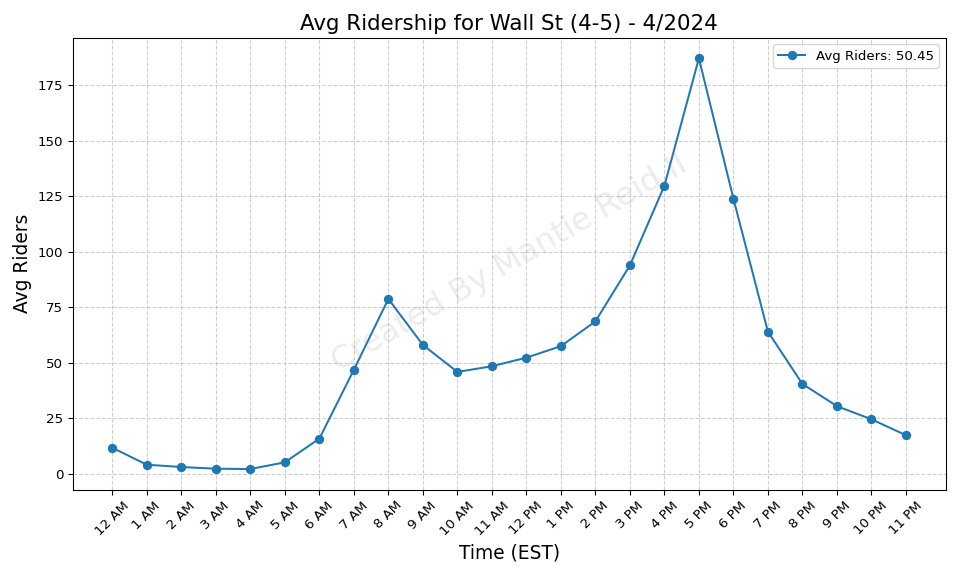 Avg Ridership for Wall St (4-5) - 4/2024
Avg Riders: 50.45
Avg Riders
175
150
125
100
75
50
25
0
Created By Mantle Reid II
12 AM
1 AM
2 AM
3 AM
4 AM
5 AM
6 AM
7 AM
8 AM
9 AM
10 AM
11 AM
12 PM
1 PM
2 PM
3 PM
4 PM
5 PM
6 PM
7 PM
8 PM
9 PM
10 PM
11 PM
Time (EST)